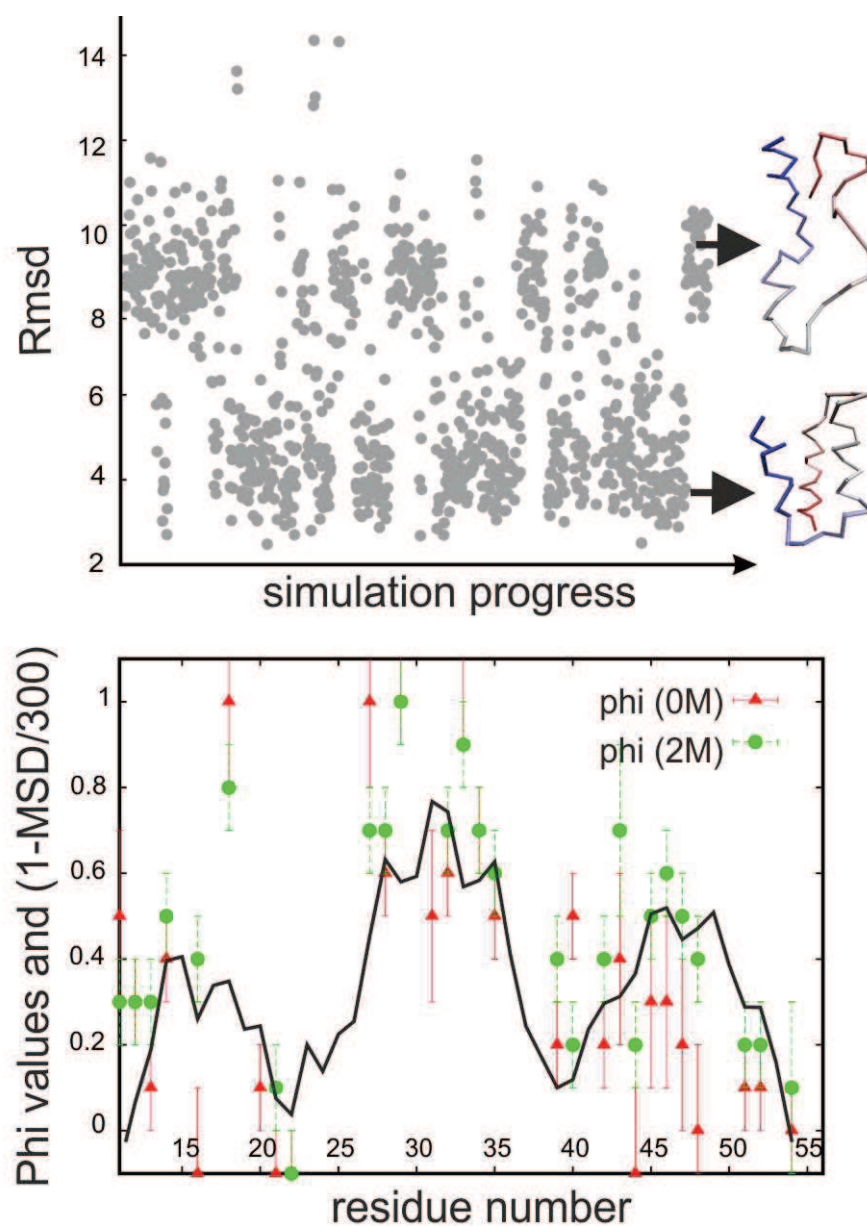 14
12
10
8
6
4
2
Rmsd
simulation progress
Phi values and (1-MSD/300)
1
0.8
0.6
0.4
0.2
0
phi (0M)
phi (2M)
15 20 25 30 35 40 45 50 55
residue number